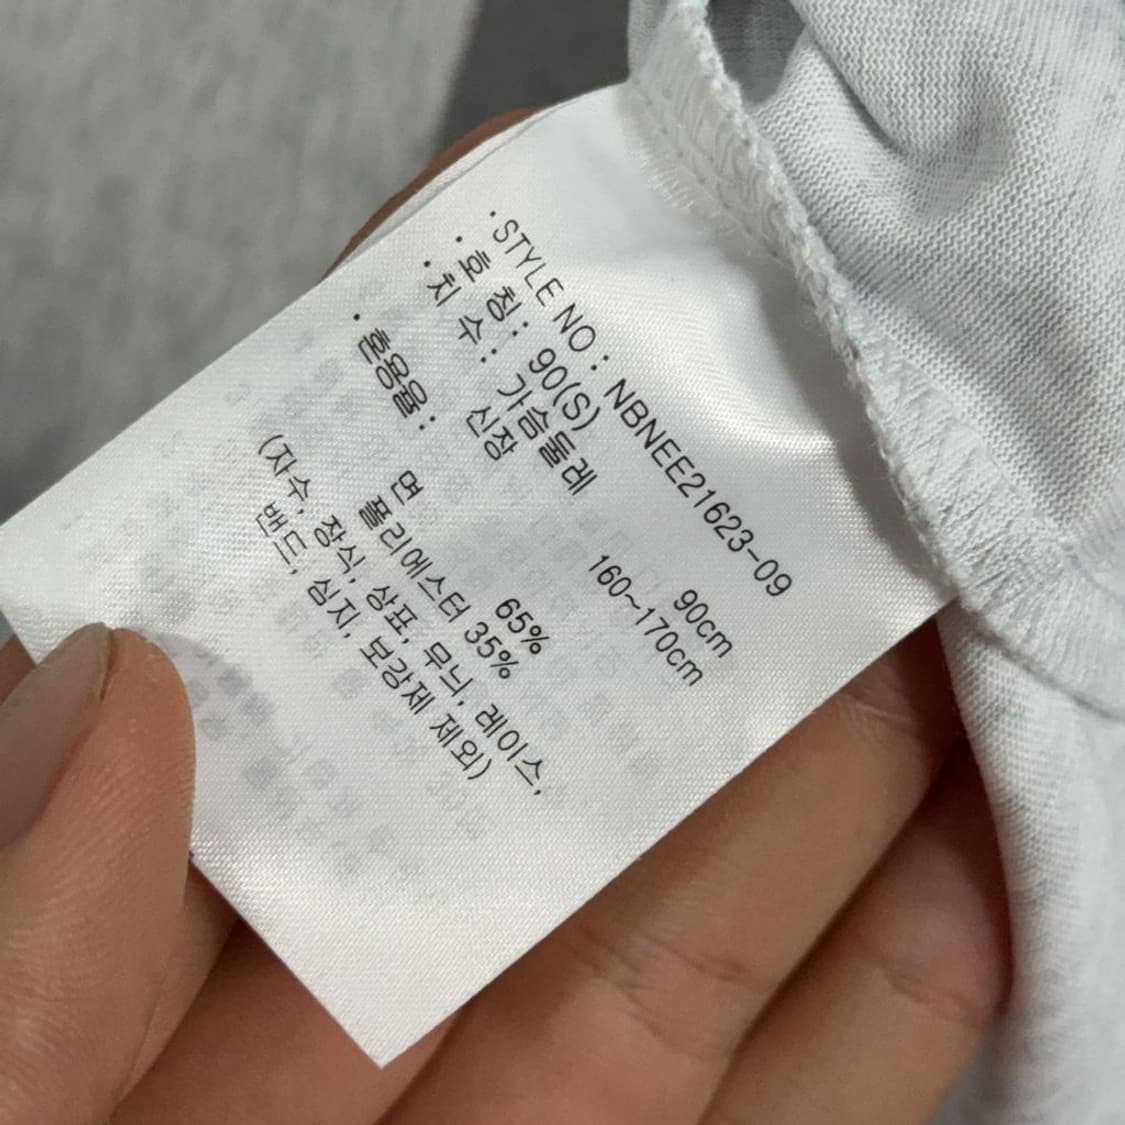 ·STYLE NO : NBNEE21623-09
·호 칭 : 90(S)
·치 수 : 가슴둘레 90cm
신장 160~170cm
·혼용율 :
면 65%
폴리에스터 35%
(자수, 장식, 상표, 무늬, 레이스,
밴드, 심지, 보강제 제외)